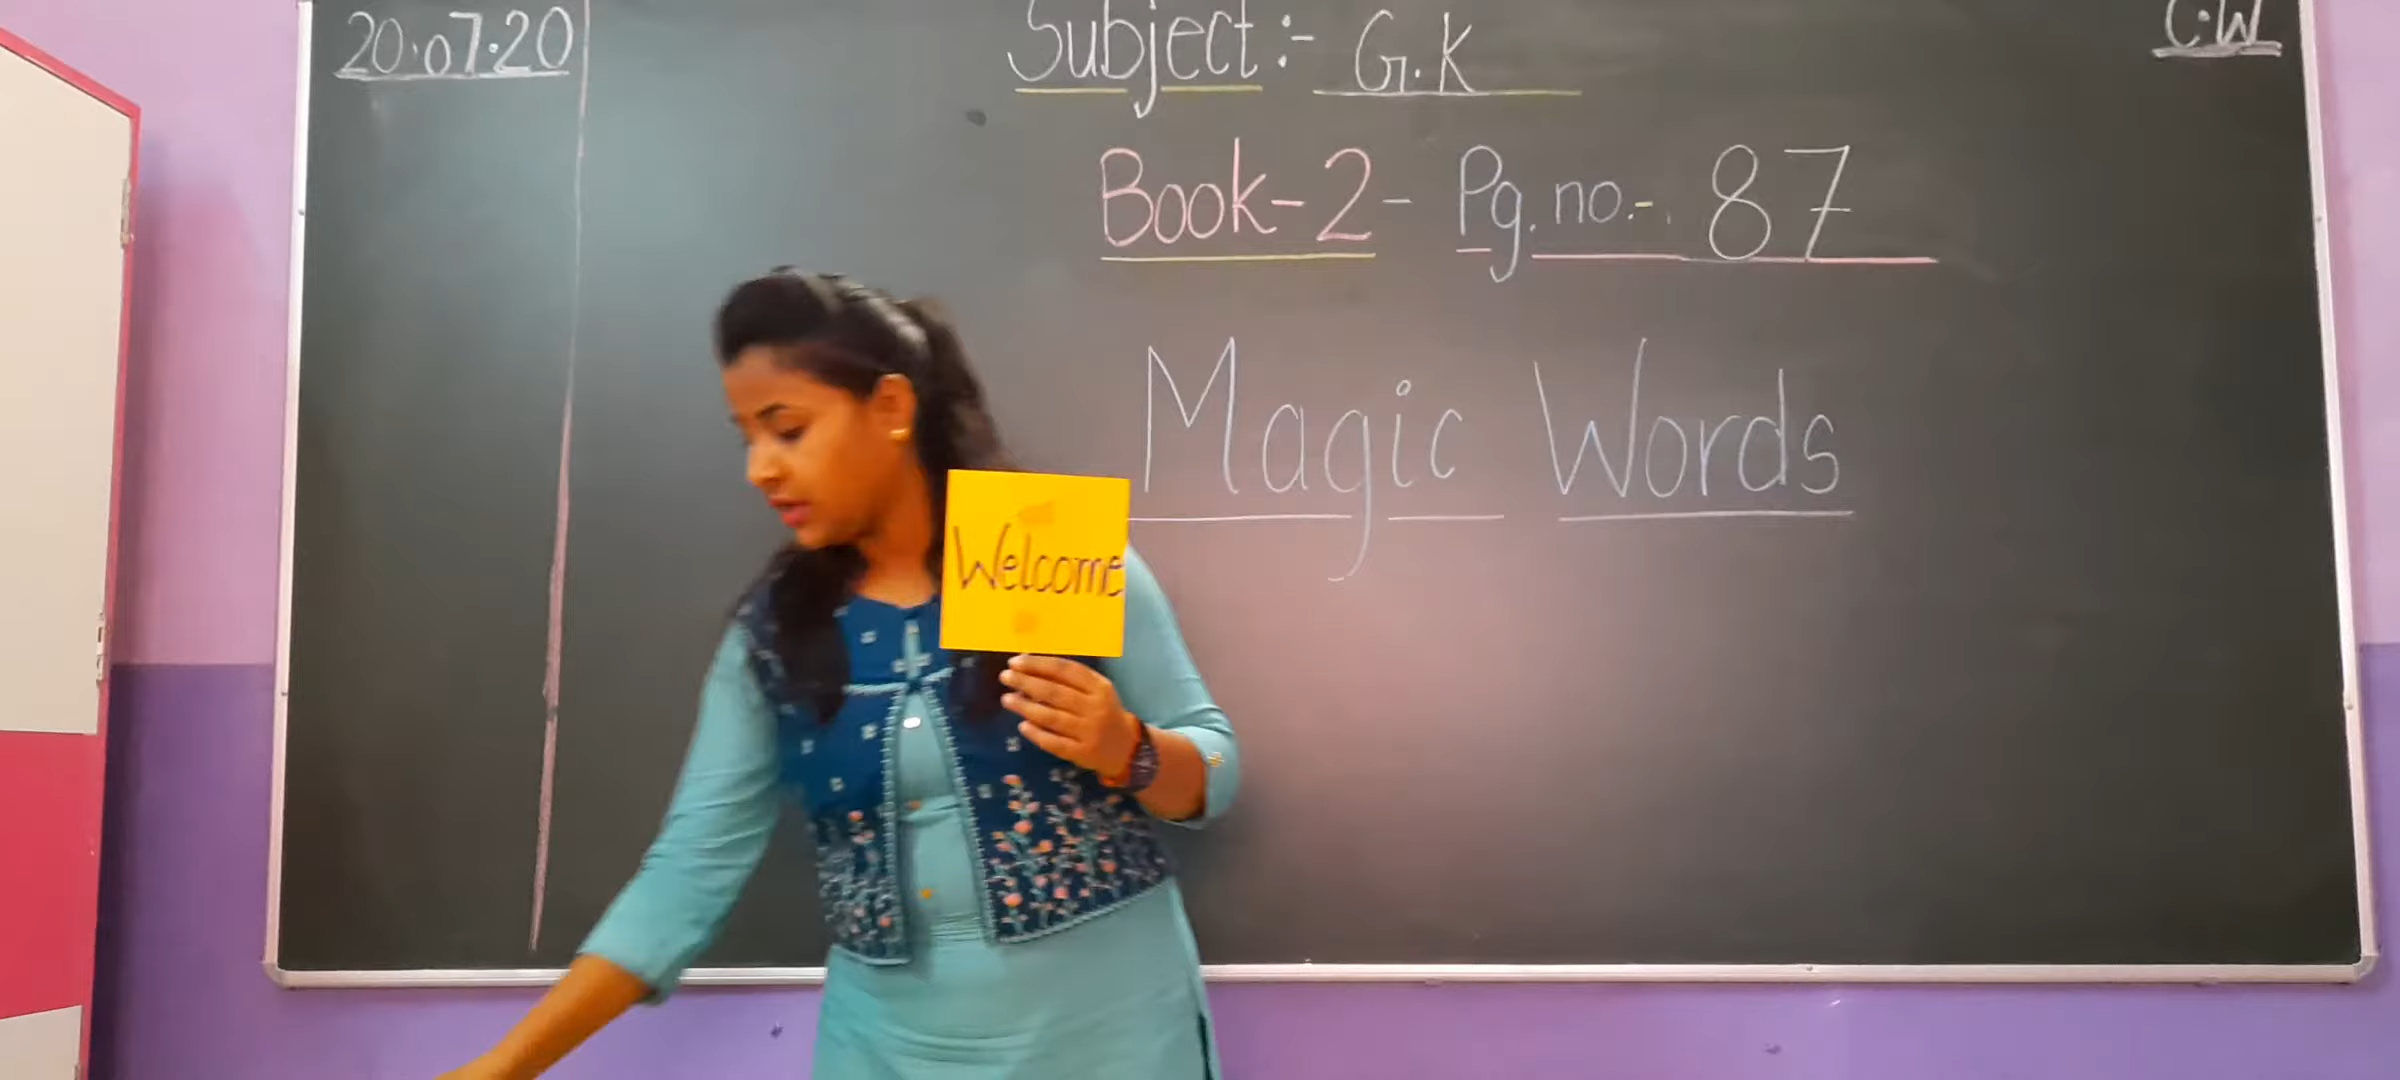 20.07.20
Subject :- G.K
C.W
Book-2- Pg. no.- 87
Magic Words
Welcome